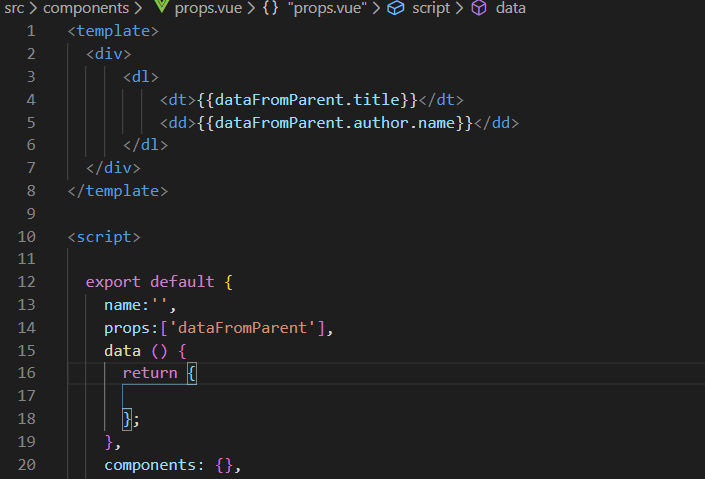 src > components > props.vue > {} "props.vue" > script > data
1 <template>
2 <div>
3 <dl>
4 <dt>{{dataFromParent.title}}</dt>
5 <dd>{{dataFromParent.author.name}}</dd>
6 </dl>
7 </div>
8 </template>
9
10 <script>
11
12 export default {
13 name:'',
14 props:['dataFromParent'],
15 data () {
16 return {
17
18 };
19 },
20 components: {},